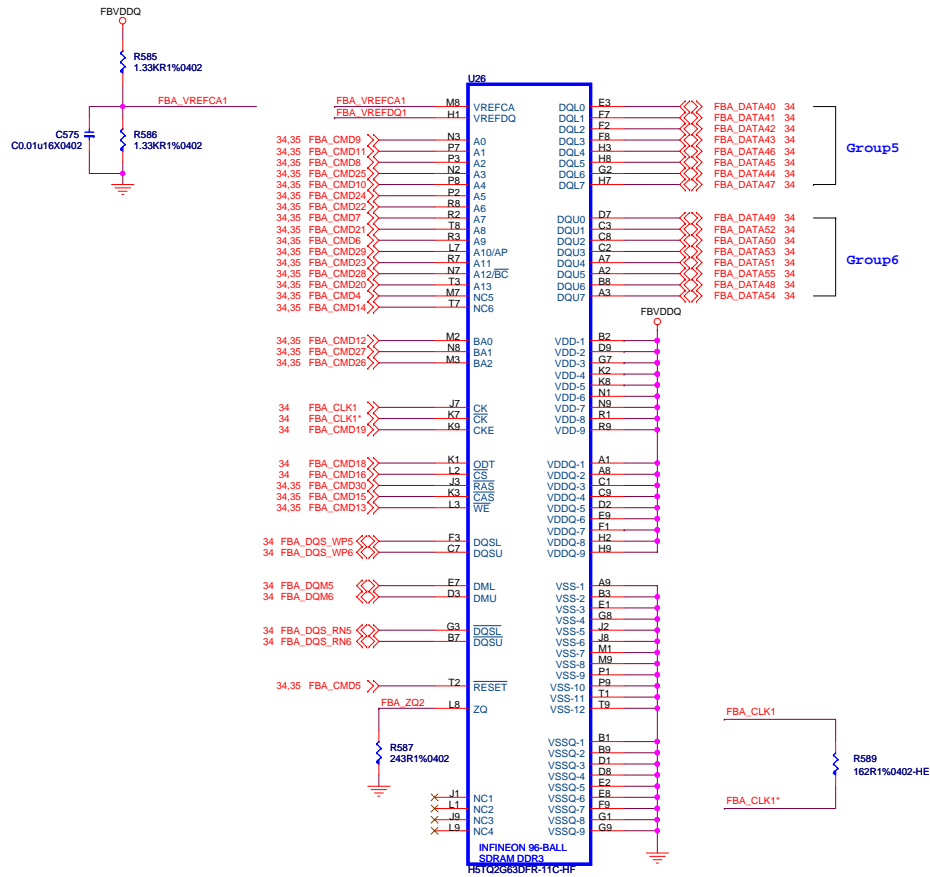 FBVDDQ
R585
1.33KR1%0402
FBA_VREFCA1
C575
C0.01u16X0402
R586
1.33KR1%0402
U26
FBA_VREFCA1 M8 VREFCA
FBA_VREFDQ1 H1 VREFDQ
34,35 FBA_CMD9 N3 A0
34,35 FBA_CMD11 P7 A1
34,35 FBA_CMD8 P3 A2
34,35 FBA_CMD25 N2 A3
34,35 FBA_CMD10 P8 A4
34,35 FBA_CMD24 P2 A5
34,35 FBA_CMD22 R8 A6
34,35 FBA_CMD7 R2 A7
34,35 FBA_CMD21 T8 A8
34,35 FBA_CMD6 R3 A9
34,35 FBA_CMD29 L7 A10/AP
34,35 FBA_CMD23 R7 A11
34,35 FBA_CMD28 N7 A12/BC
34,35 FBA_CMD20 T3 A13
34,35 FBA_CMD4 M7 NC5
34,35 FBA_CMD14 T7 NC6
34,35 FBA_CMD12 M2 BA0
34,35 FBA_CMD27 N8 BA1
34,35 FBA_CMD26 M3 BA2
34 FBA_CLK1 J7 CK
34 FBA_CLK1* K7 CK
34 FBA_CMD19 K9 CKE
34 FBA_CMD18 K1 ODT
34 FBA_CMD16 L2 CS
34,35 FBA_CMD30 J3 RAS
34,35 FBA_CMD15 K3 CAS
34,35 FBA_CMD13 L3 WE
34 FBA_DQS_WP5 F3 DQSL
34 FBA_DQS_WP6 C7 DQSU
34 FBA_DQM5 E7 DML
34 FBA_DQM6 D3 DMU
34 FBA_DQS_RN5 G3 DQSL
34 FBA_DQS_RN6 B7 DQSU
34,35 FBA_CMD5 T2 RESET
FBA_ZQ2 L8 ZQ
R587
243R1%0402
J1 NC1
L1 NC2
J9 NC3
L9 NC4
DQL0 E3 FBA_DATA40 34
DQL1 F7 FBA_DATA41 34
DQL2 F2 FBA_DATA42 34
DQL3 F8 FBA_DATA43 34
DQL4 H3 FBA_DATA46 34
DQL5 H8 FBA_DATA45 34
DQL6 G2 FBA_DATA44 34
DQL7 H7 FBA_DATA47 34
Group5
DQU0 D7 FBA_DATA49 34
DQU1 C3 FBA_DATA52 34
DQU2 C8 FBA_DATA50 34
DQU3 C2 FBA_DATA53 34
DQU4 A7 FBA_DATA51 34
DQU5 A2 FBA_DATA55 34
DQU6 B8 FBA_DATA48 34
DQU7 A3 FBA_DATA54 34
Group6
FBVDDQ
VDD-1 B2
VDD-2 D9
VDD-3 G7
VDD-4 K2
VDD-5 K8
VDD-6 N1
VDD-7 N9
VDD-8 R1
VDD-9 R9
VDDQ-1 A1
VDDQ-2 A8
VDDQ-3 C1
VDDQ-4 C9
VDDQ-5 D2
VDDQ-6 E9
VDDQ-7 F1
VDDQ-8 H2
VDDQ-9 H9
VSS-1 A9
VSS-2 B3
VSS-3 E1
VSS-4 G8
VSS-5 J2
VSS-6 J8
VSS-7 M1
VSS-8 M9
VSS-9 P1
VSS-10 P9
VSS-11 T1
VSS-12 T9
VSSQ-1 B1
VSSQ-2 B9
VSSQ-3 D1
VSSQ-4 D8
VSSQ-5 E2
VSSQ-6 E8
VSSQ-7 F9
VSSQ-8 G1
VSSQ-9 G9
INFINEON 96-BALL
SDRAM DDR3
H5TQ2G63DFR-11C-HF
FBA_CLK1
R589
162R1%0402-HE
FBA_CLK1*